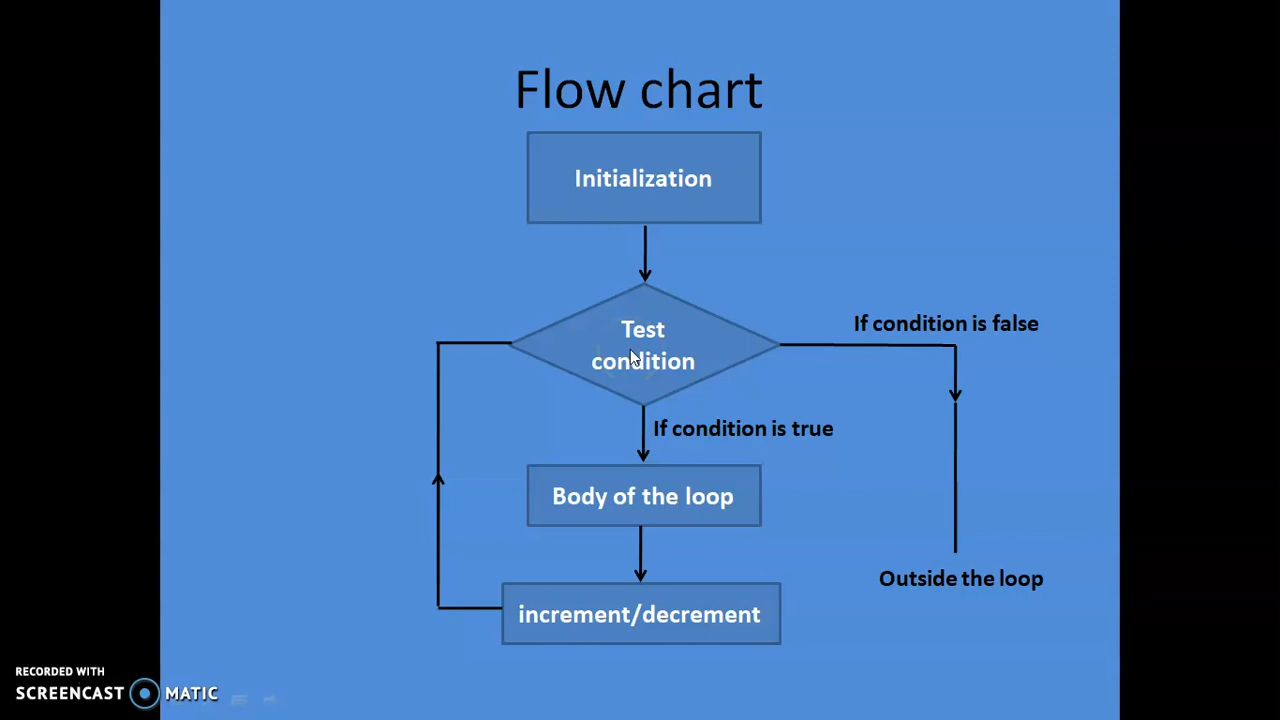 Flow chart
Initialization
Test
condition
If condition is false
If condition is true
Body of the loop
Outside the loop
increment/decrement
RECORDED WITH
SCREENCAST MATIC